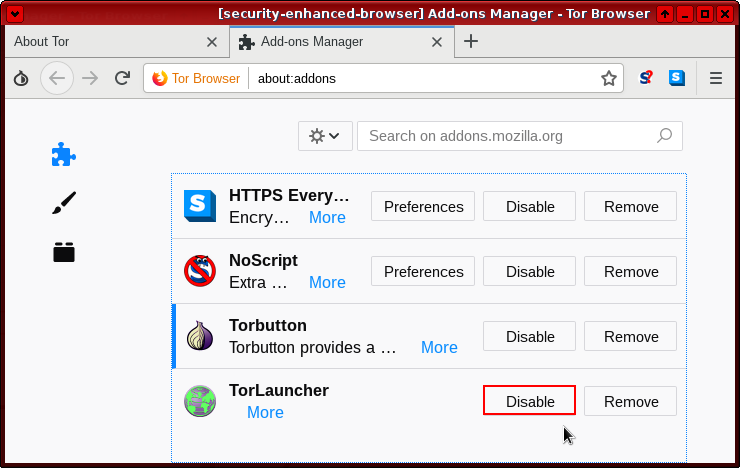 [security-enhanced-browser] Add-ons Manager - Tor Browser
About Tor
Add-ons Manager
Tor Browser about:addons
Search on addons.mozilla.org
HTTPS Every…
Encry… More
Preferences Disable Remove
NoScript
Extra … More
Preferences Disable Remove
Torbutton
Torbutton provides a … More
Disable Remove
TorLauncher
More
Disable Remove